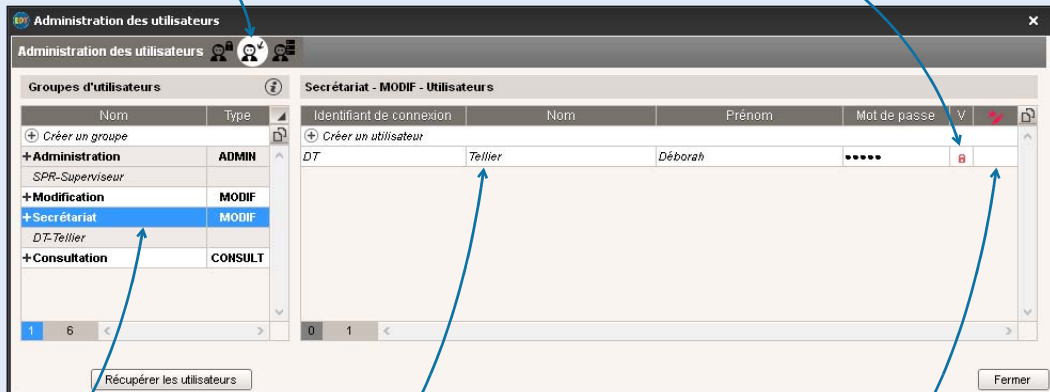 EDT Administration des utilisateurs ×
Administration des utilisateurs
Groupes d'utilisateurs i Secrétariat - MODIF - Utilisateurs
Nom Type Identifiant de connexion Nom Prénom Mot de passe V
+ Créer un groupe + Créer un utilisateur
+Administration ADMIN DT Tellier Déborah •••••
SPR-Superviseur
+Modification MODIF
+Secrétariat MODIF
DT-Tellier
+Consultation CONSULT
1 6 < > 0 1 < >
Récupérer les utilisateurs Fermer